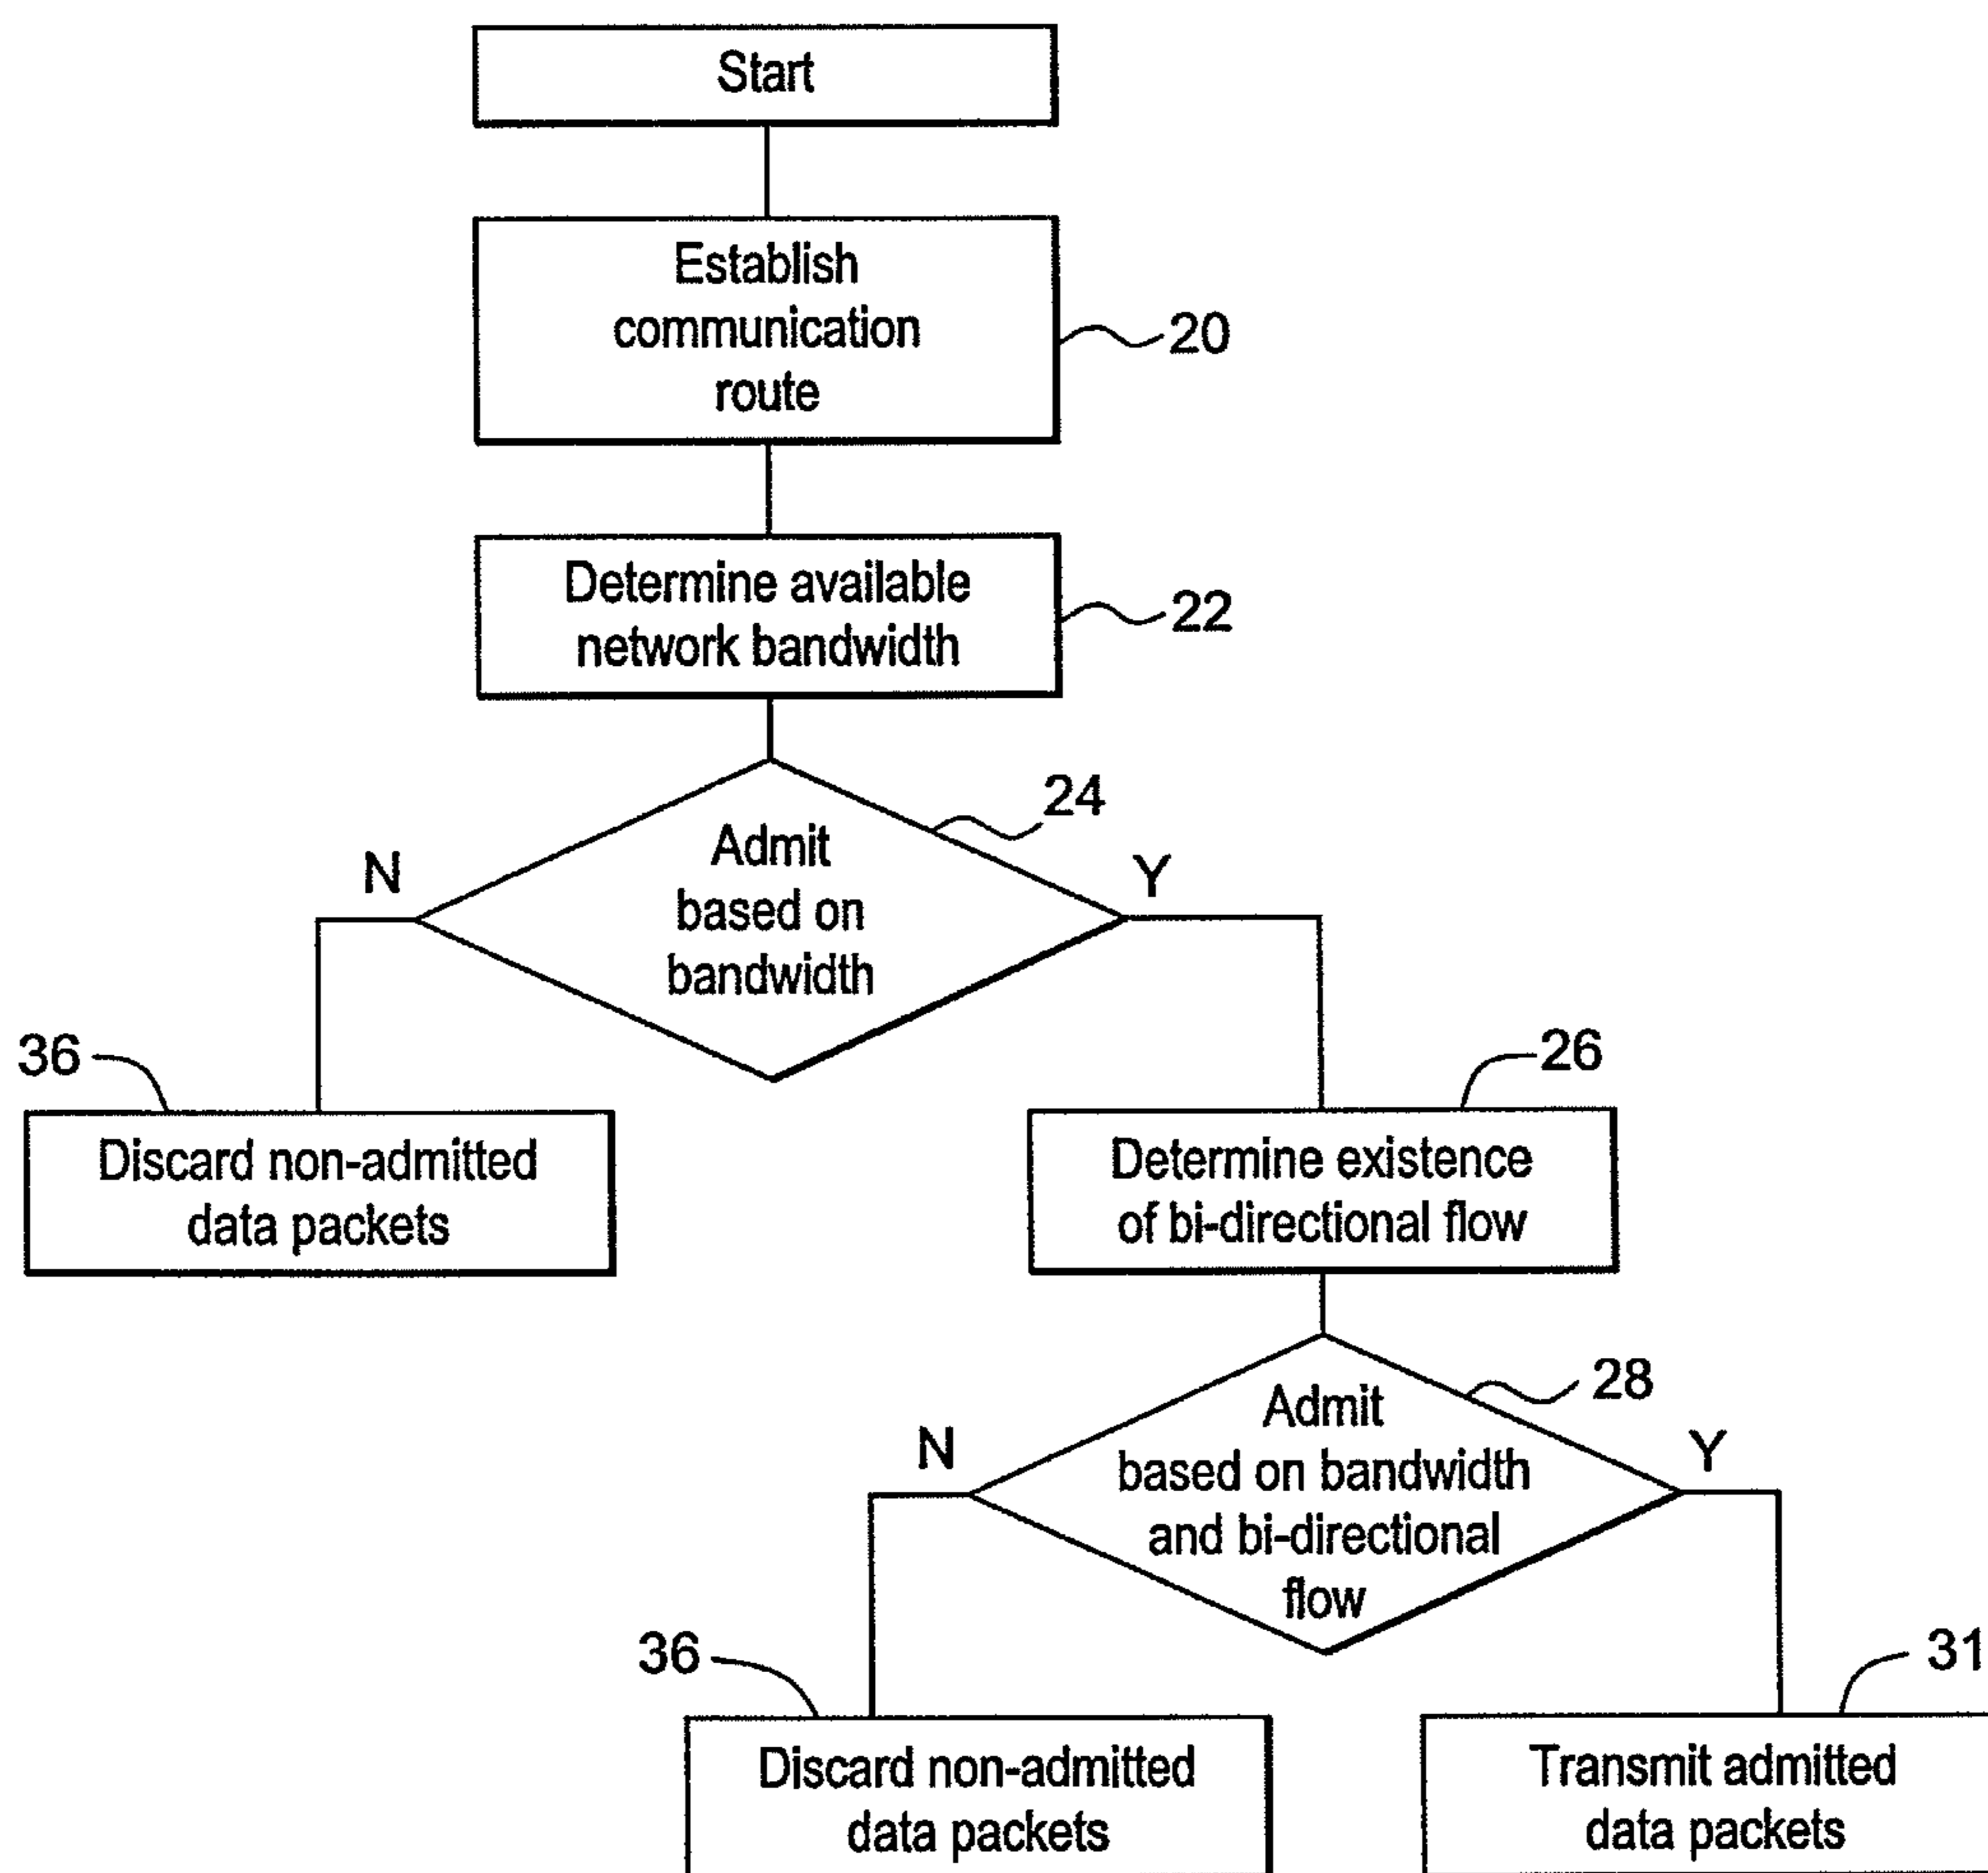 Start
Establish
communication
route
20
Determine available
network bandwidth
22
24
Admit
based on
bandwidth
N
Y
36
Discard non-admitted
data packets
26
Determine existence
of bi-directional flow
28
Admit
based on bandwidth
and bi-directional
flow
N
Y
36
Discard non-admitted
data packets
31
Transmit admitted
data packets